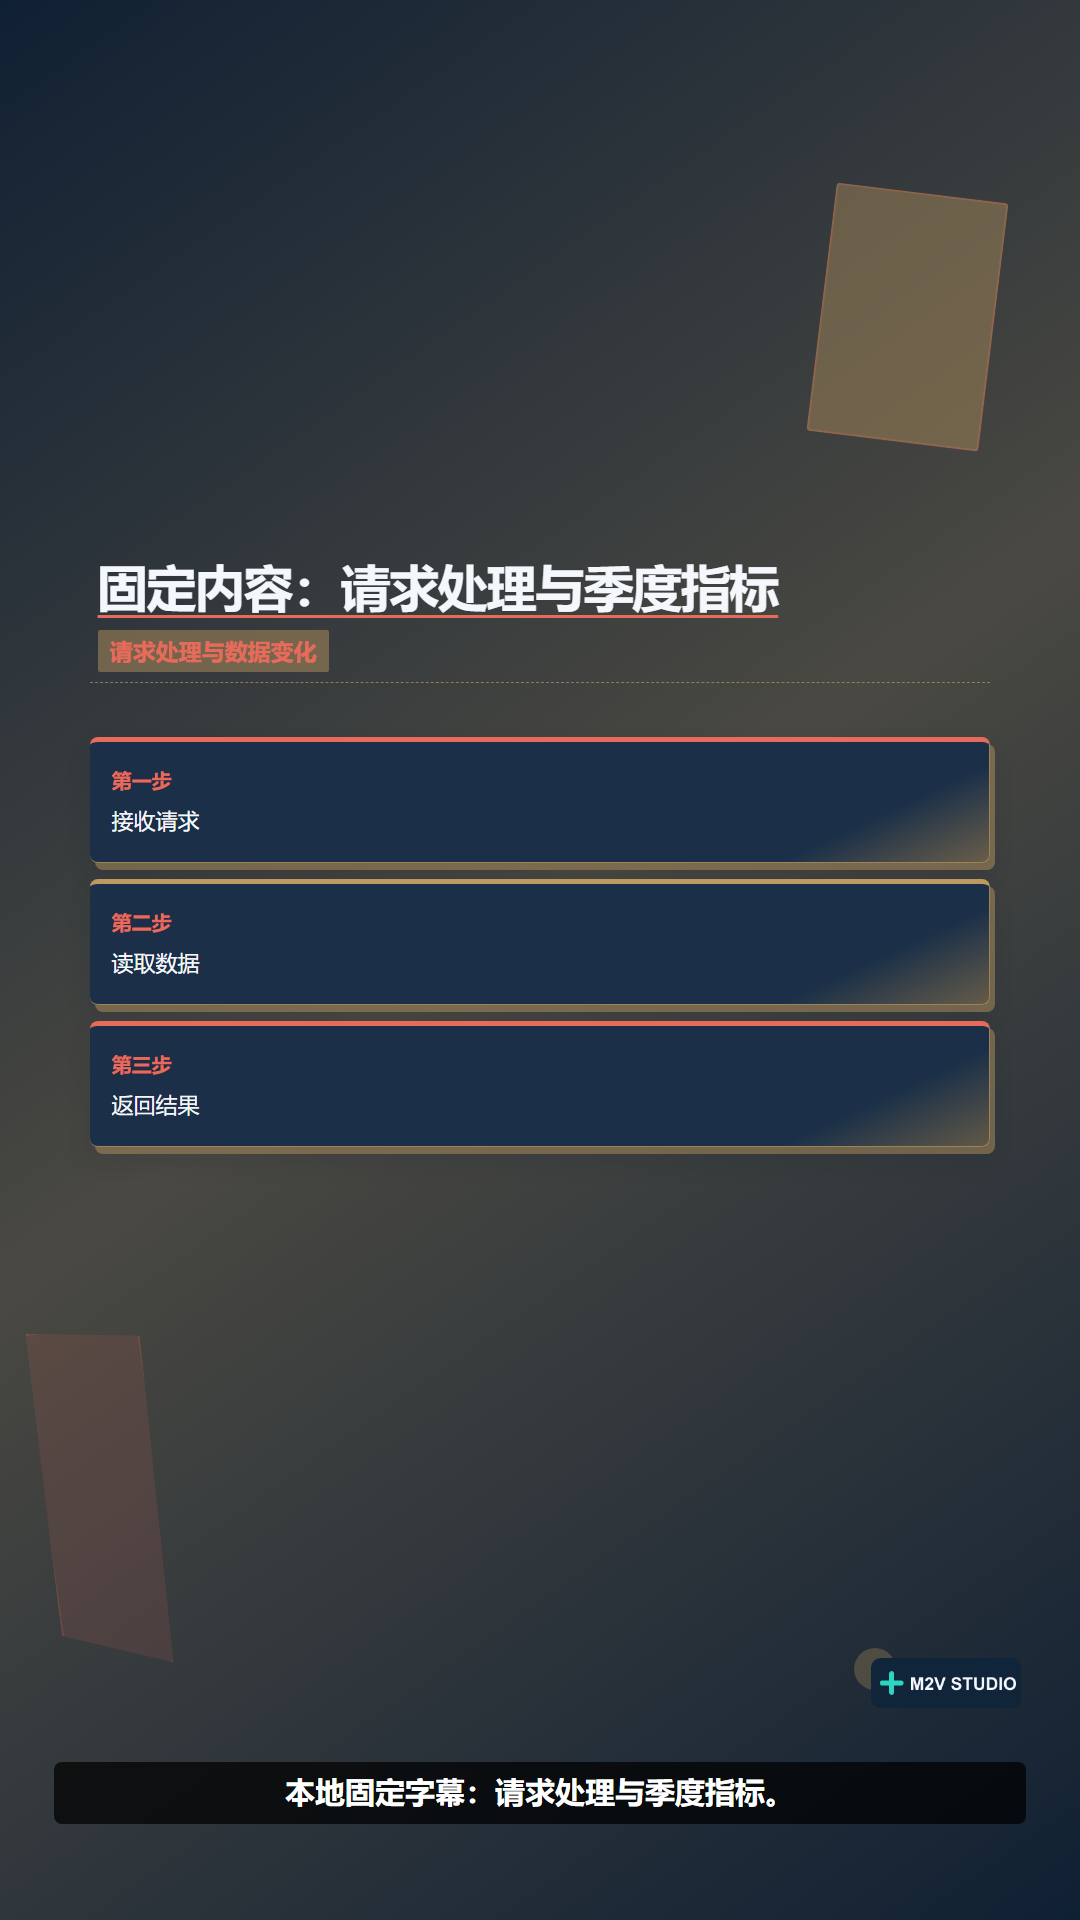 固定内容：请求处理与季度指标
请求处理与数据变化
第一步
接收请求
第二步
读取数据
第三步
返回结果
M2V STUDIO
本地固定字幕：请求处理与季度指标。